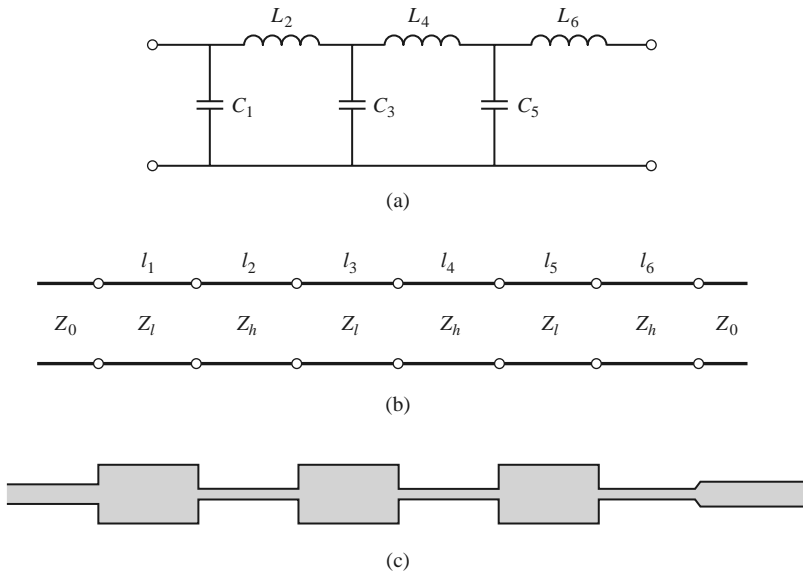 L2 L4 L6
C1 C3 C5
(a)
l1 l2 l3 l4 l5 l6
Z0 Zl Zh Zl Zh Zl Zh Z0
(b)
(c)